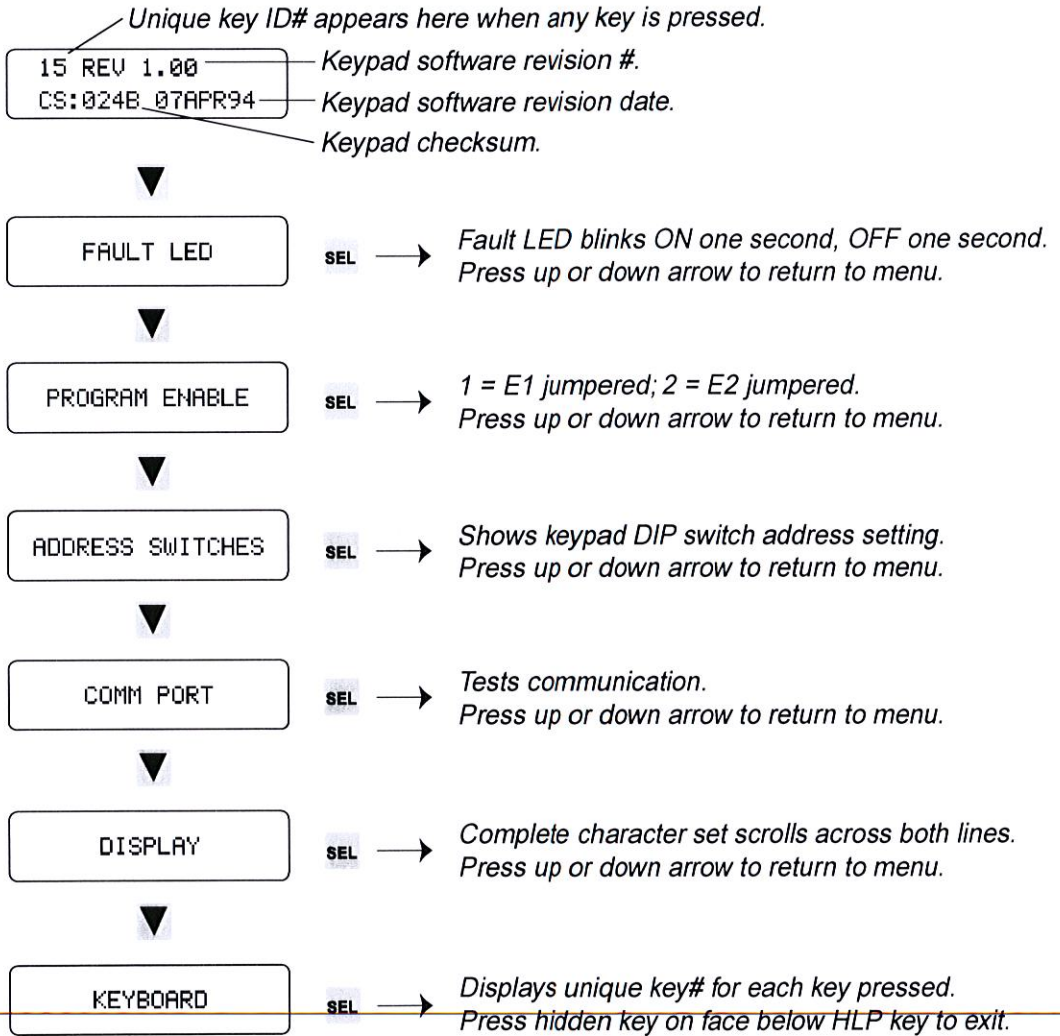 Unique key ID# appears here when any key is pressed.
15 REV 1.00
Keypad software revision #.
CS:024B 07APR94
Keypad software revision date.
Keypad checksum.
FAULT LED
SEL
Fault LED blinks ON one second, OFF one second.
Press up or down arrow to return to menu.
PROGRAM ENABLE
SEL
1 = E1 jumpered; 2 = E2 jumpered.
Press up or down arrow to return to menu.
ADDRESS SWITCHES
SEL
Shows keypad DIP switch address setting.
Press up or down arrow to return to menu.
COMM PORT
SEL
Tests communication.
Press up or down arrow to return to menu.
DISPLAY
SEL
Complete character set scrolls across both lines.
Press up or down arrow to return to menu.
KEYBOARD
SEL
Displays unique key# for each key pressed.
Press hidden key on face below HLP key to exit.